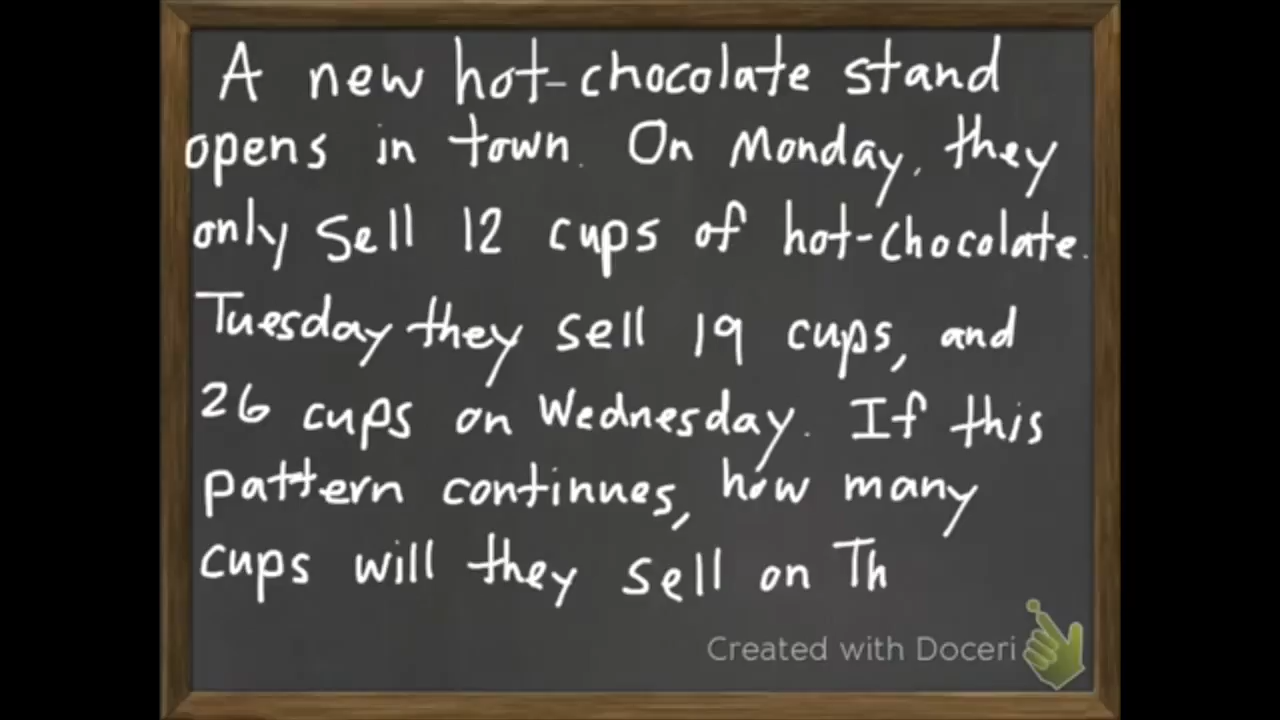 A new hot-chocolate stand
opens in town. On Monday, they
only sell 12 cups of hot-chocolate.
Tuesday they sell 19 cups, and
26 cups on Wednesday. If this
pattern continues, how many
cups will they sell on Th
Created with Doceri